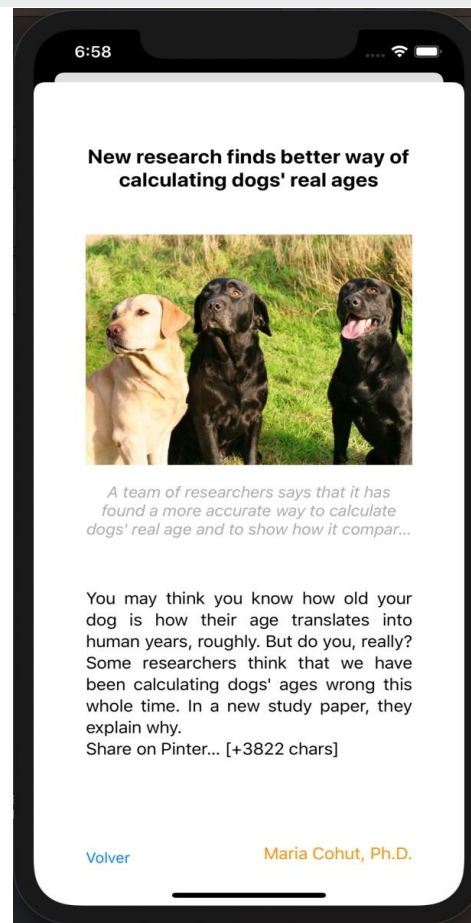 6:58
New research finds better way of
calculating dogs' real ages
A team of researchers says that it has
found a more accurate way to calculate
dogs' real age and to show how it compar...
You may think you know how old your
dog is how their age translates into
human years, roughly. But do you, really?
Some researchers think that we have
been calculating dogs' ages wrong this
whole time. In a new study paper, they
explain why.
Share on Pinter... [+3822 chars]
Volver
Maria Cohut, Ph.D.